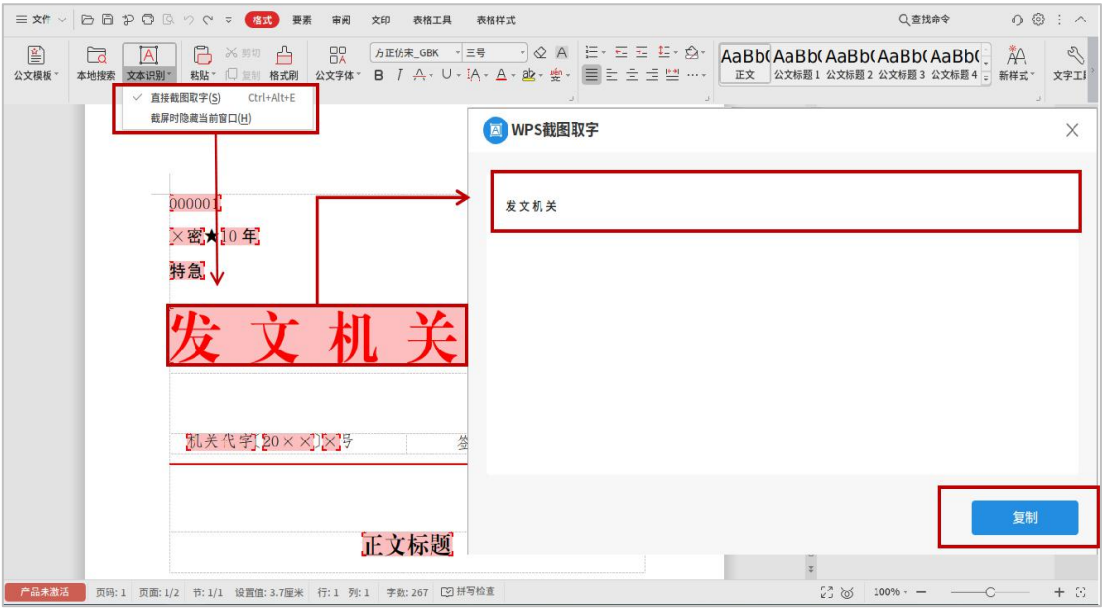 三 文件 格式 要素 审阅 文印 表格工具 表格样式 查找命令
剪切 方正仿宋_GBK 三号 AaBb AaBb AaBb AaBb AaBb
公文模板 本地搜索 文本识别 粘贴 复制 格式刷 公文字体 B I A U A A ab 正文 公文标题1 公文标题2 公文标题3 公文标题4 新样式 文字工
直接截图取字(S) Ctrl+Alt+E
截屏时隐藏当前窗口(H)
WPS截图取字
发文机关
000001
×密★10年
特急
发文机关
机关代字〔20××〕×号 签
复制
正文标题
产品未激活 页码:1 页面:1/2 节:1/1 设置值:3.7厘米 行:1 列:1 字数:267 拼写检查 100%